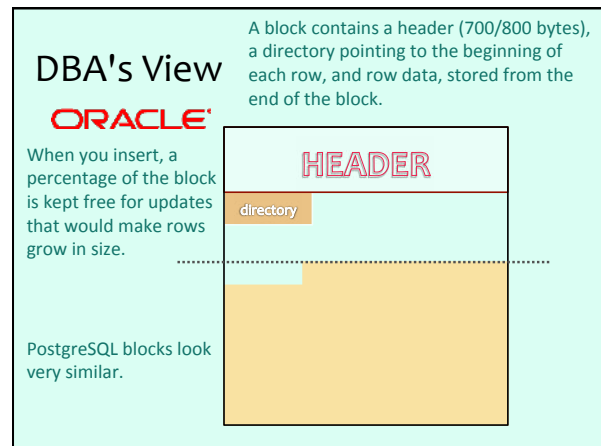 A block contains a header (700/800 bytes),
a directory pointing to the beginning of
each row, and row data, stored from the
end of the block.
DBA's View
ORACLE
When you insert, a
percentage of the block
is kept free for updates
that would make rows
grow in size.
HEADER
directory
PostgreSQL blocks look
very similar.